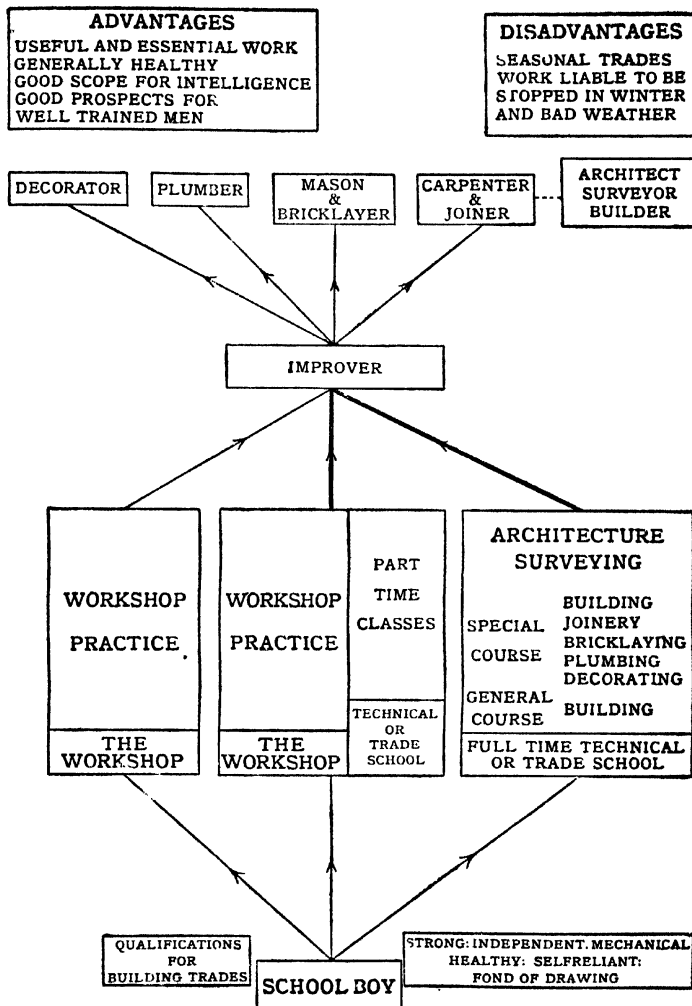 ADVANTAGES
USEFUL AND ESSENTIAL WORK
GENERALLY HEALTHY
GOOD SCOPE FOR INTELLIGENCE
GOOD PROSPECTS FOR
WELL TRAINED MEN
DISADVANTAGES
SEASONAL TRADES
WORK LIABLE TO BE
STOPPED IN WINTER
AND BAD WEATHER
DECORATOR
PLUMBER
MASON
&
BRICKLAYER
CARPENTER
&
JOINER
ARCHITECT
SURVEYOR
BUILDER
IMPROVER
WORKSHOP
PRACTICE.
THE
WORKSHOP
WORKSHOP
PRACTICE
THE
WORKSHOP
PART
TIME
CLASSES
TECHNICAL
OR
TRADE
SCHOOL
ARCHITECTURE
SURVEYING
SPECIAL
COURSE
BUILDING
JOINERY
BRICKLAYING
PLUMBING
DECORATING
GENERAL
COURSE
BUILDING
FULL TIME TECHNICAL
OR TRADE SCHOOL
QUALIFICATIONS
FOR
BUILDING TRADES
SCHOOL BOY
STRONG: INDEPENDENT. MECHANICAL
HEALTHY: SELFRELIANT:
FOND OF DRAWING